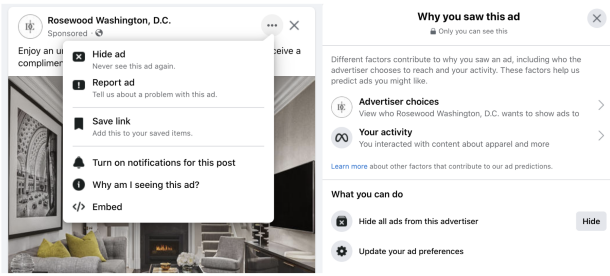 Rosewood Washington, D.C.
Sponsored ·
Enjoy an u
ceive a
complimen
Hide ad
Never see this ad again.
Report ad
Tell us about a problem with this ad.
Save link
Add this to your saved items.
Turn on notifications for this post
Why am I seeing this ad?
</> Embed
Why you saw this ad
Only you can see this
Different factors contribute to why you saw an ad, including who the
advertiser chooses to reach and your activity. These factors help us
predict ads you might like.
Advertiser choices
View who Rosewood Washington, D.C. wants to show ads to
Your activity
You interacted with content about apparel and more
Learn more about other factors that contribute to our ad predictions.
What you can do
Hide all ads from this advertiser
Hide
Update your ad preferences